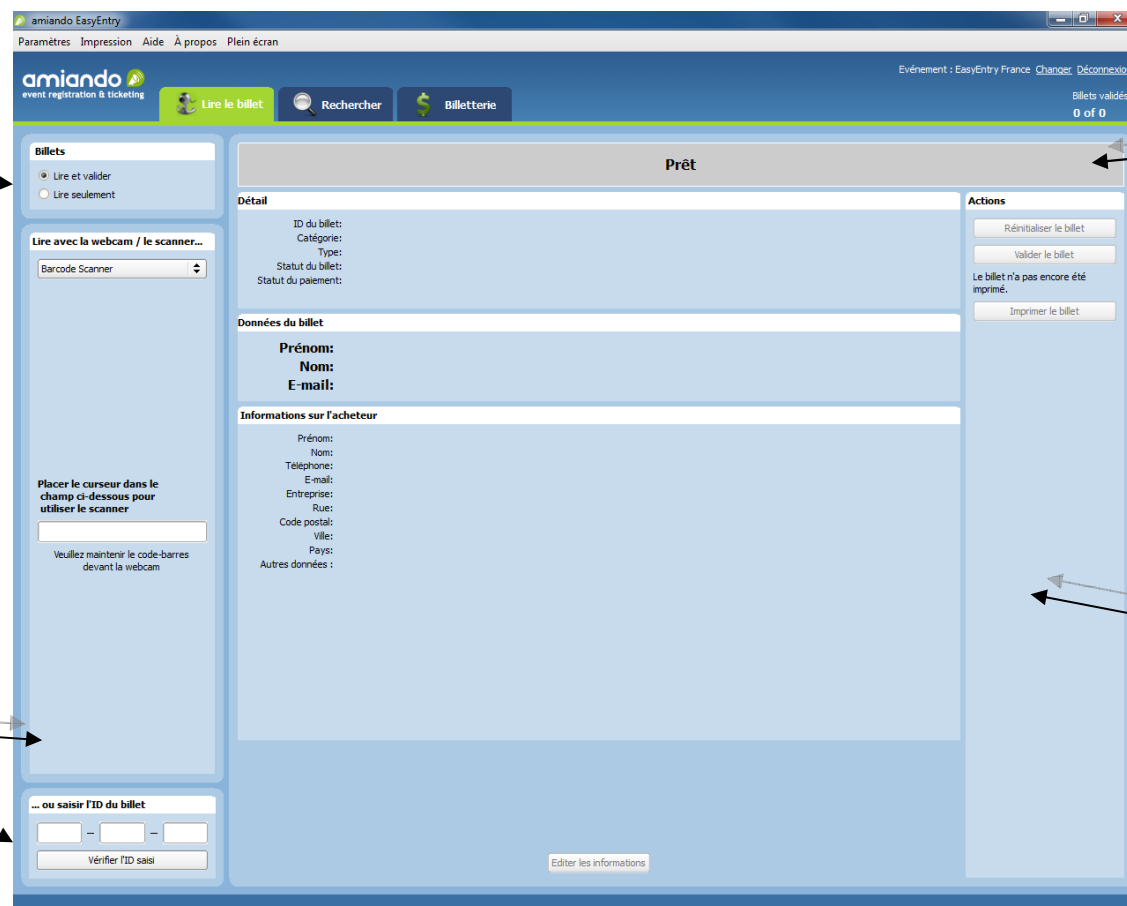 amiando EasyEntry
Paramètres Impression Aide À propos Plein écran
amiando
event registration & ticketing
Evénement : EasyEntry France Changer Déconnexio
Lire le billet
Rechercher
$ Billetterie
Billets validés
0 of 0
Billets
Lire et valider
Lire seulement
Lire avec la webcam / le scanner...
Barcode Scanner
Placer le curseur dans le
champ ci-dessous pour
utiliser le scanner
Veuillez maintenir le code-barres
devant la webcam
... ou saisir l'ID du billet
– –
Vérifier l'ID saisi
Prêt
Détail
ID du billet:
Catégorie:
Type:
Statut du billet:
Statut du paiement:
Données du billet
Prénom:
Nom:
E-mail:
Informations sur l'acheteur
Prénom:
Nom:
Téléphone:
E-mail:
Entreprise:
Rue:
Code postal:
Ville:
Pays:
Autres données :
Editer les informations
Actions
Réinitialiser le billet
Valider le billet
Le billet n'a pas encore été
imprimé.
Imprimer le billet